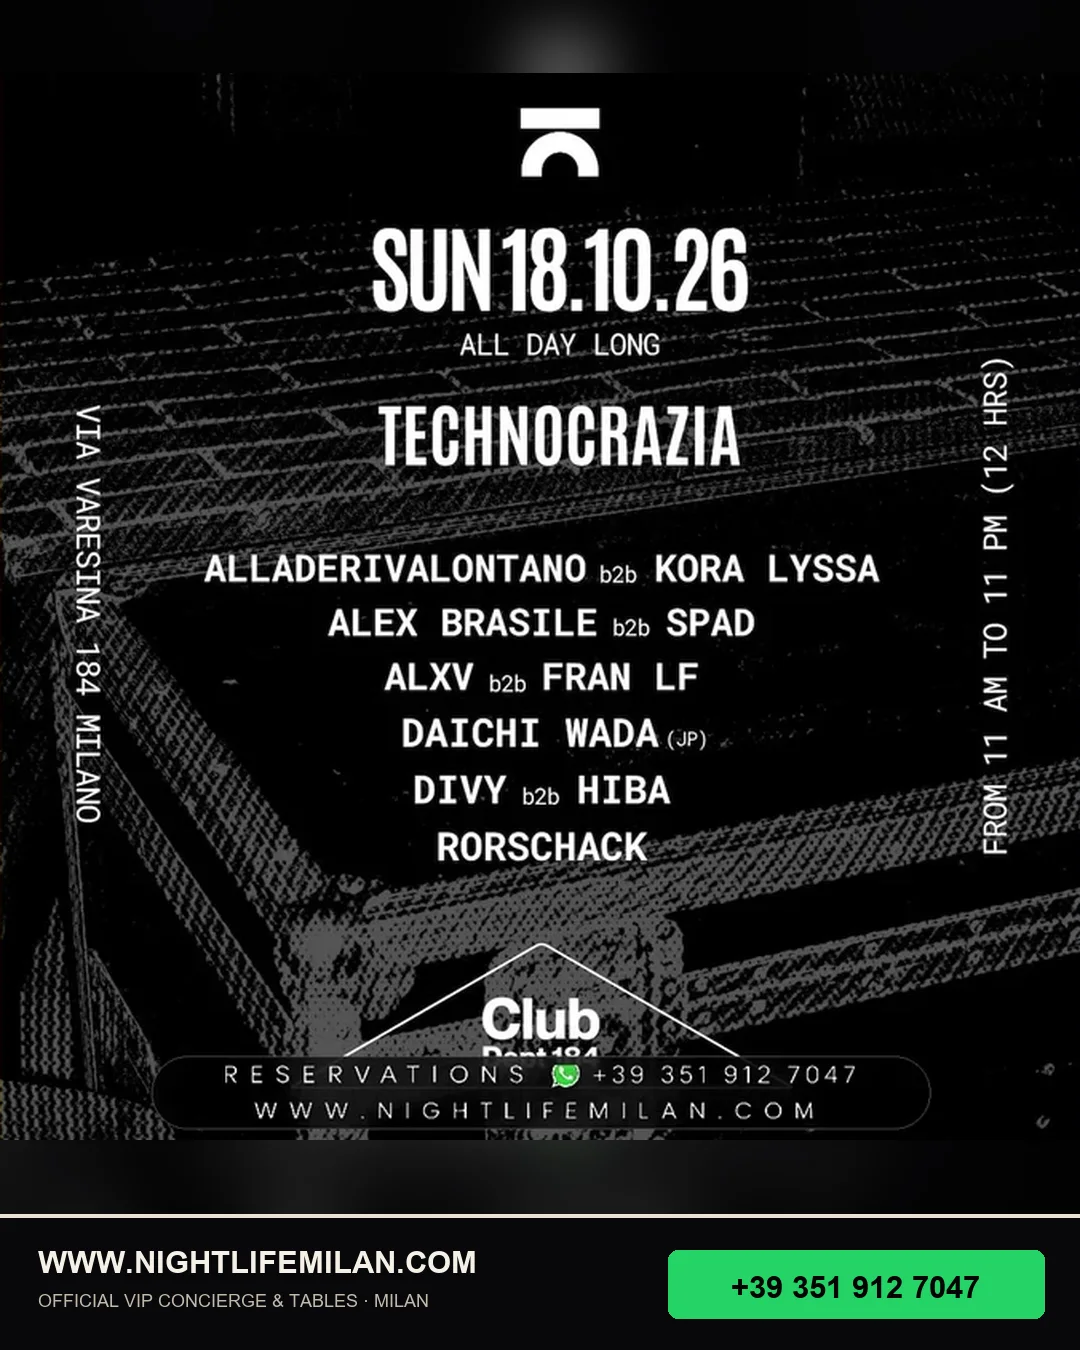 SUN 18.10.26
ALL DAY LONG
TECHNOCRAZIA
VIA VARESINA 184 MILANO
FROM 11 AM TO 11 PM (12 HRS)
ALLADERIVALONTANO b2b KORA LYSSA
ALEX BRASILE b2b SPAD
ALXV b2b FRAN LF
DAICHI WADA (JP)
DIVY b2b HIBA
RORSCHACK
Club
RESERVATIONS +39 351 912 7047
WWW.NIGHTLIFEMILAN.COM
WWW.NIGHTLIFEMILAN.COM
OFFICIAL VIP CONCIERGE & TABLES · MILAN
+39 351 912 7047